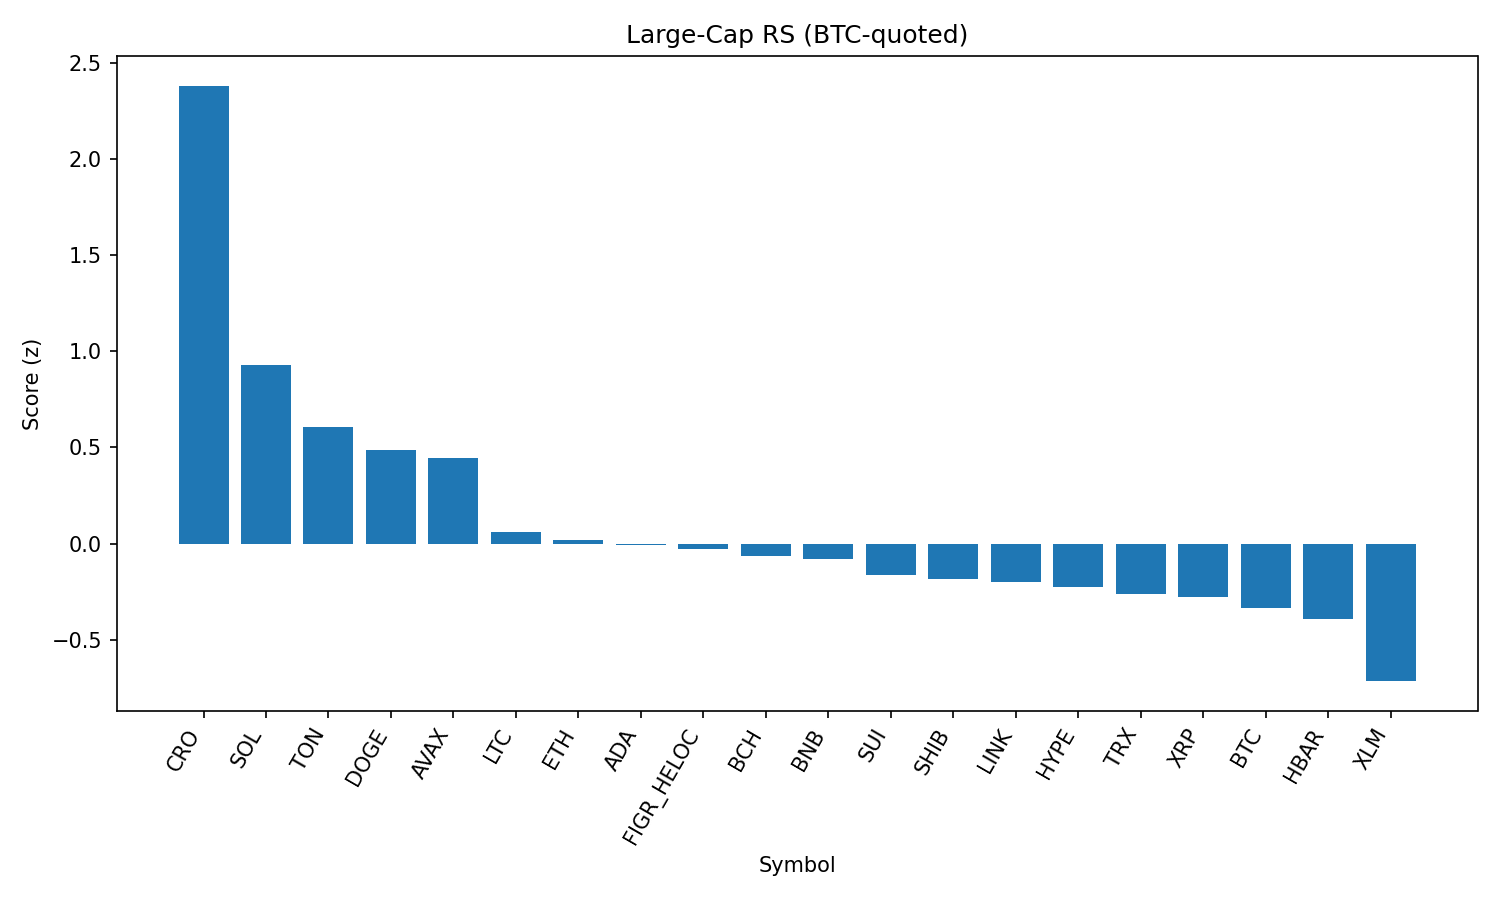 Large-Cap RS (BTC-quoted)
Score (z)
2.5
2.0
1.5
1.0
0.5
0.0
−0.5
CRO
SOL
TON
DOGE
AVAX
LTC
ETH
ADA
FIGR_HELOC
BCH
BNB
SUI
SHIB
LINK
HYPE
TRX
XRP
BTC
HBAR
XLM
Symbol